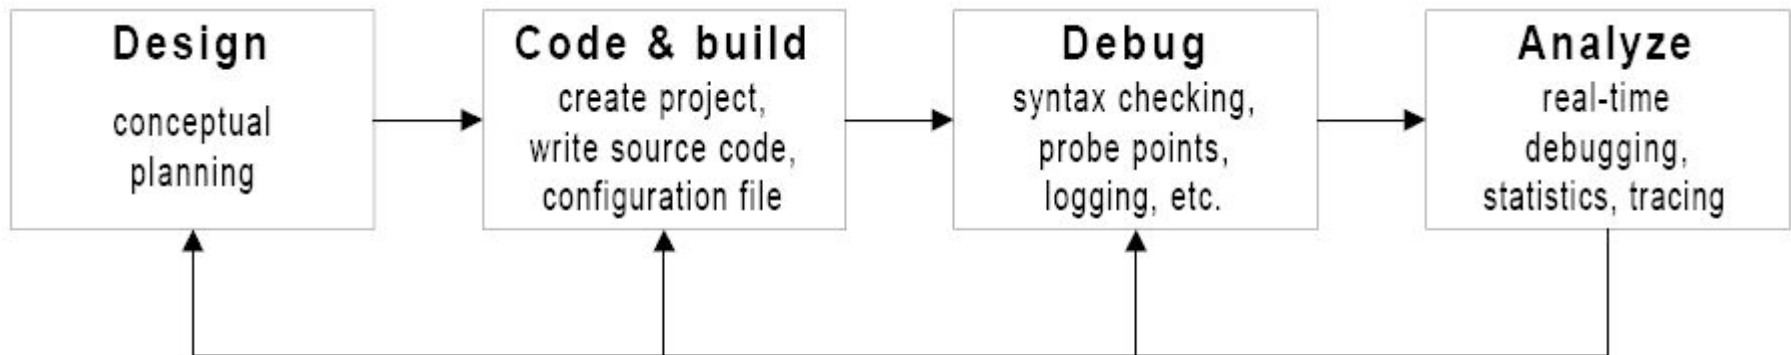 Design
conceptual
planning
Code & build
create project,
write source code,
configuration file
Debug
syntax checking,
probe points,
logging, etc.
Analyze
real-time
debugging,
statistics, tracing